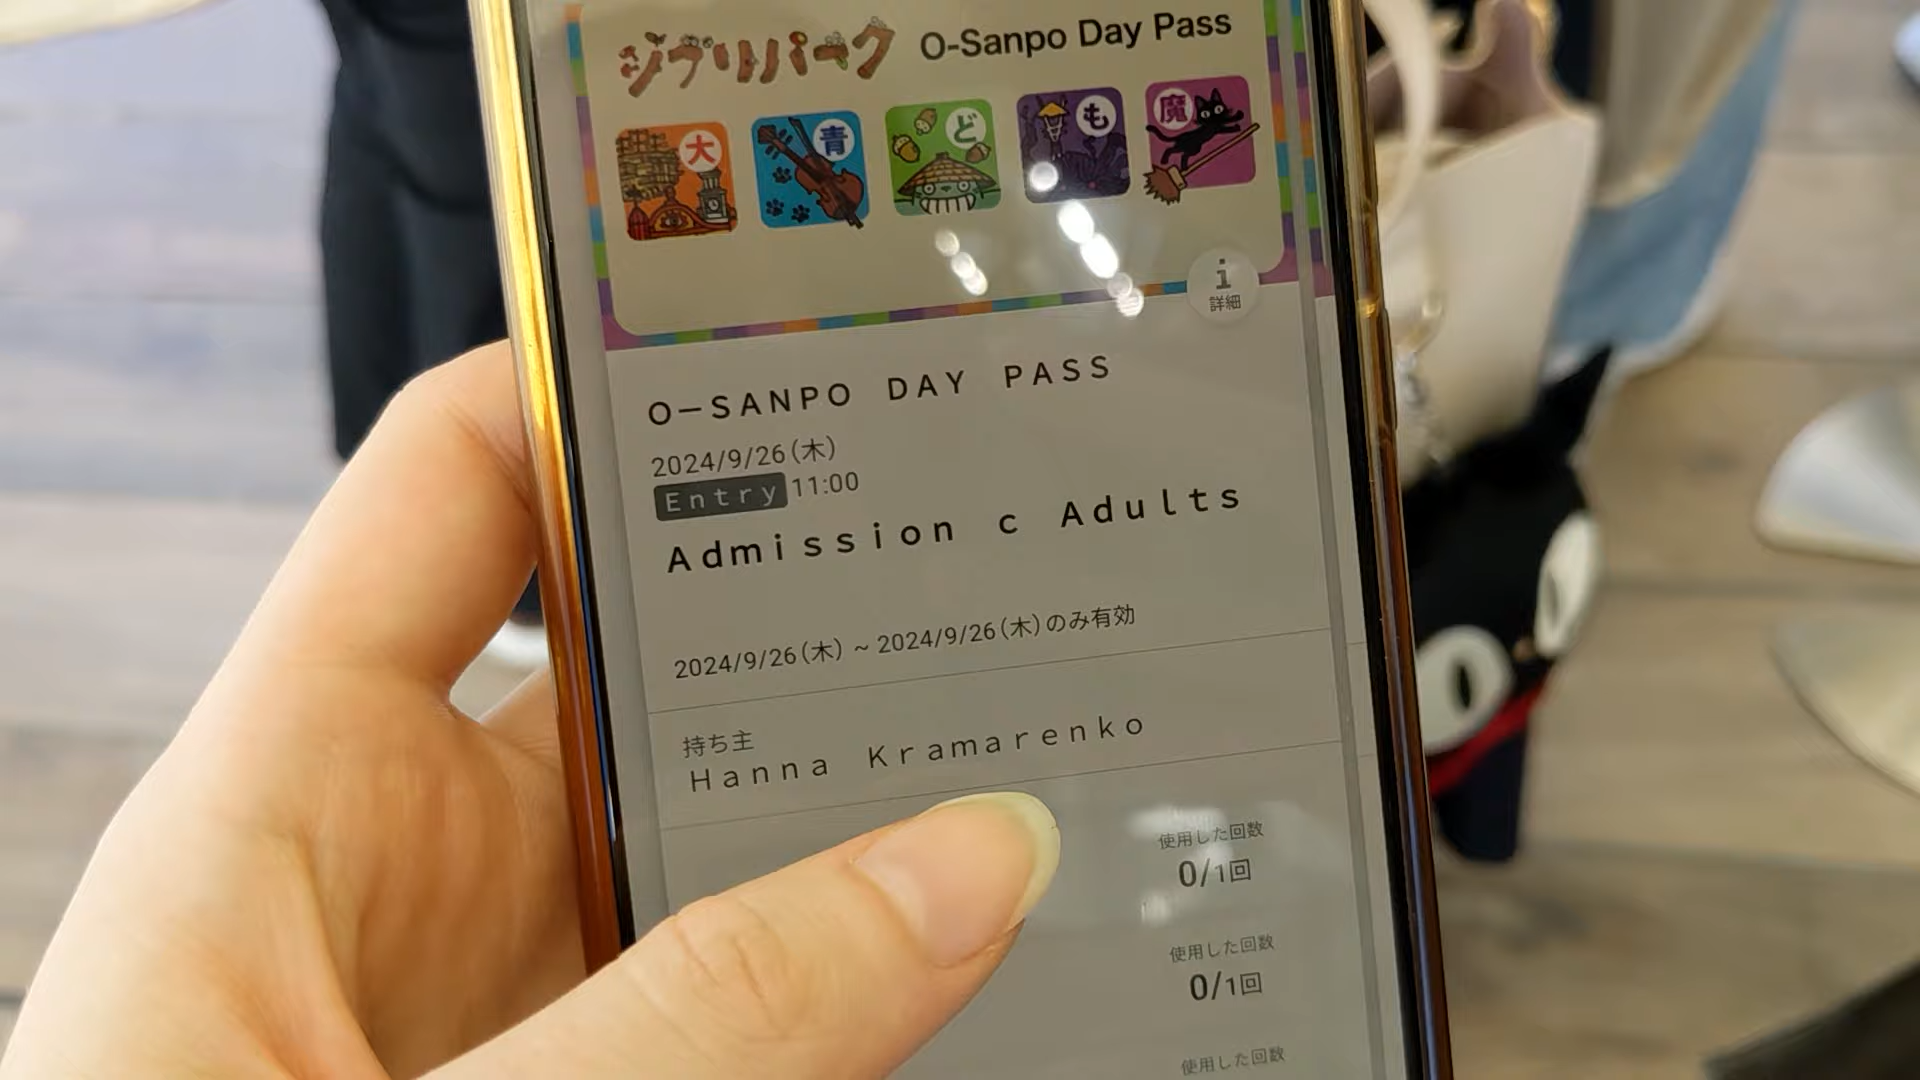 ジブリパーク O-Sanpo Day Pass
大 青 ど も 魔
i
詳細
O－SANPO DAY PASS
2024/9/26(木)
Entry 11:00
Admission c Adults
2024/9/26(木) ~ 2024/9/26(木)のみ有効
持ち主
Hanna Kramarenko
使用した回数
0/1回
使用した回数
0/1回
使用した回数